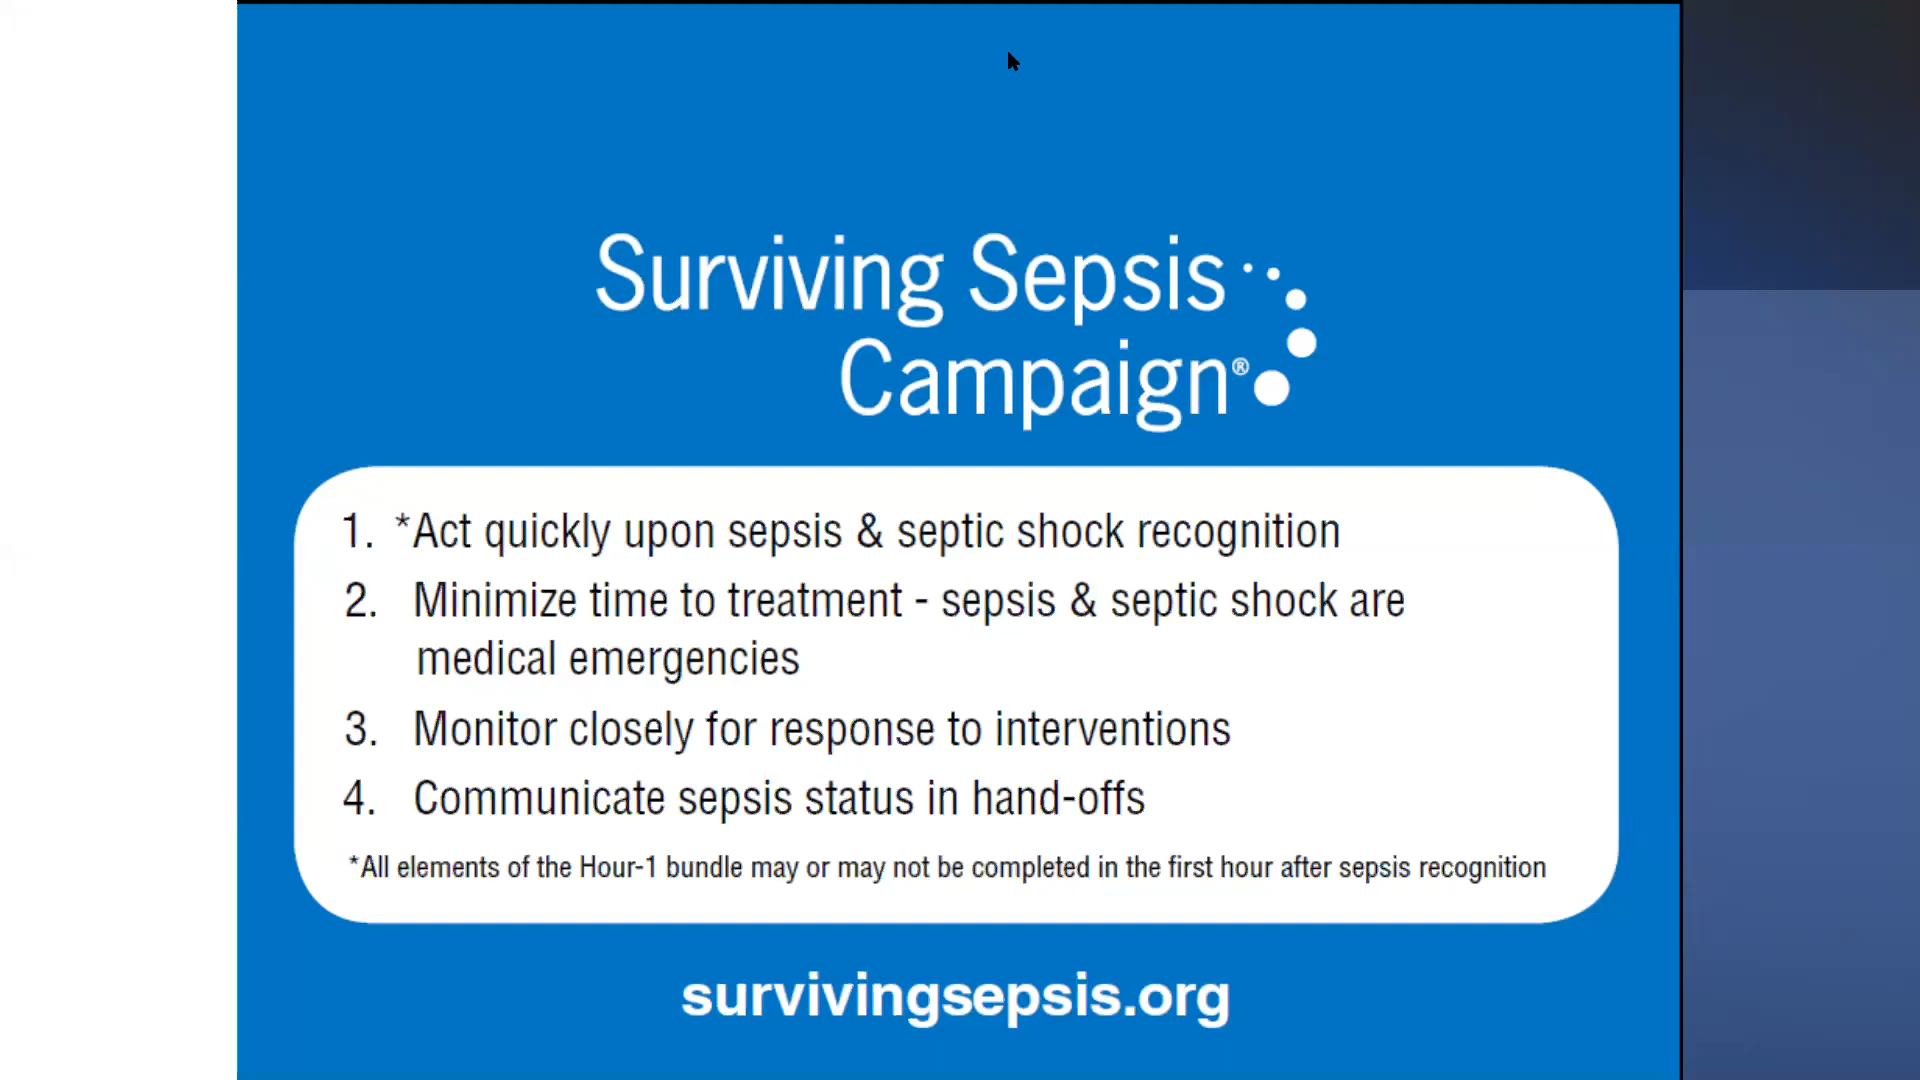 Surviving Sepsis
Campaign®
1. *Act quickly upon sepsis & septic shock recognition
2. Minimize time to treatment - sepsis & septic shock are
medical emergencies
3. Monitor closely for response to interventions
4. Communicate sepsis status in hand-offs
*All elements of the Hour-1 bundle may or may not be completed in the first hour after sepsis recognition
survivingsepsis.org